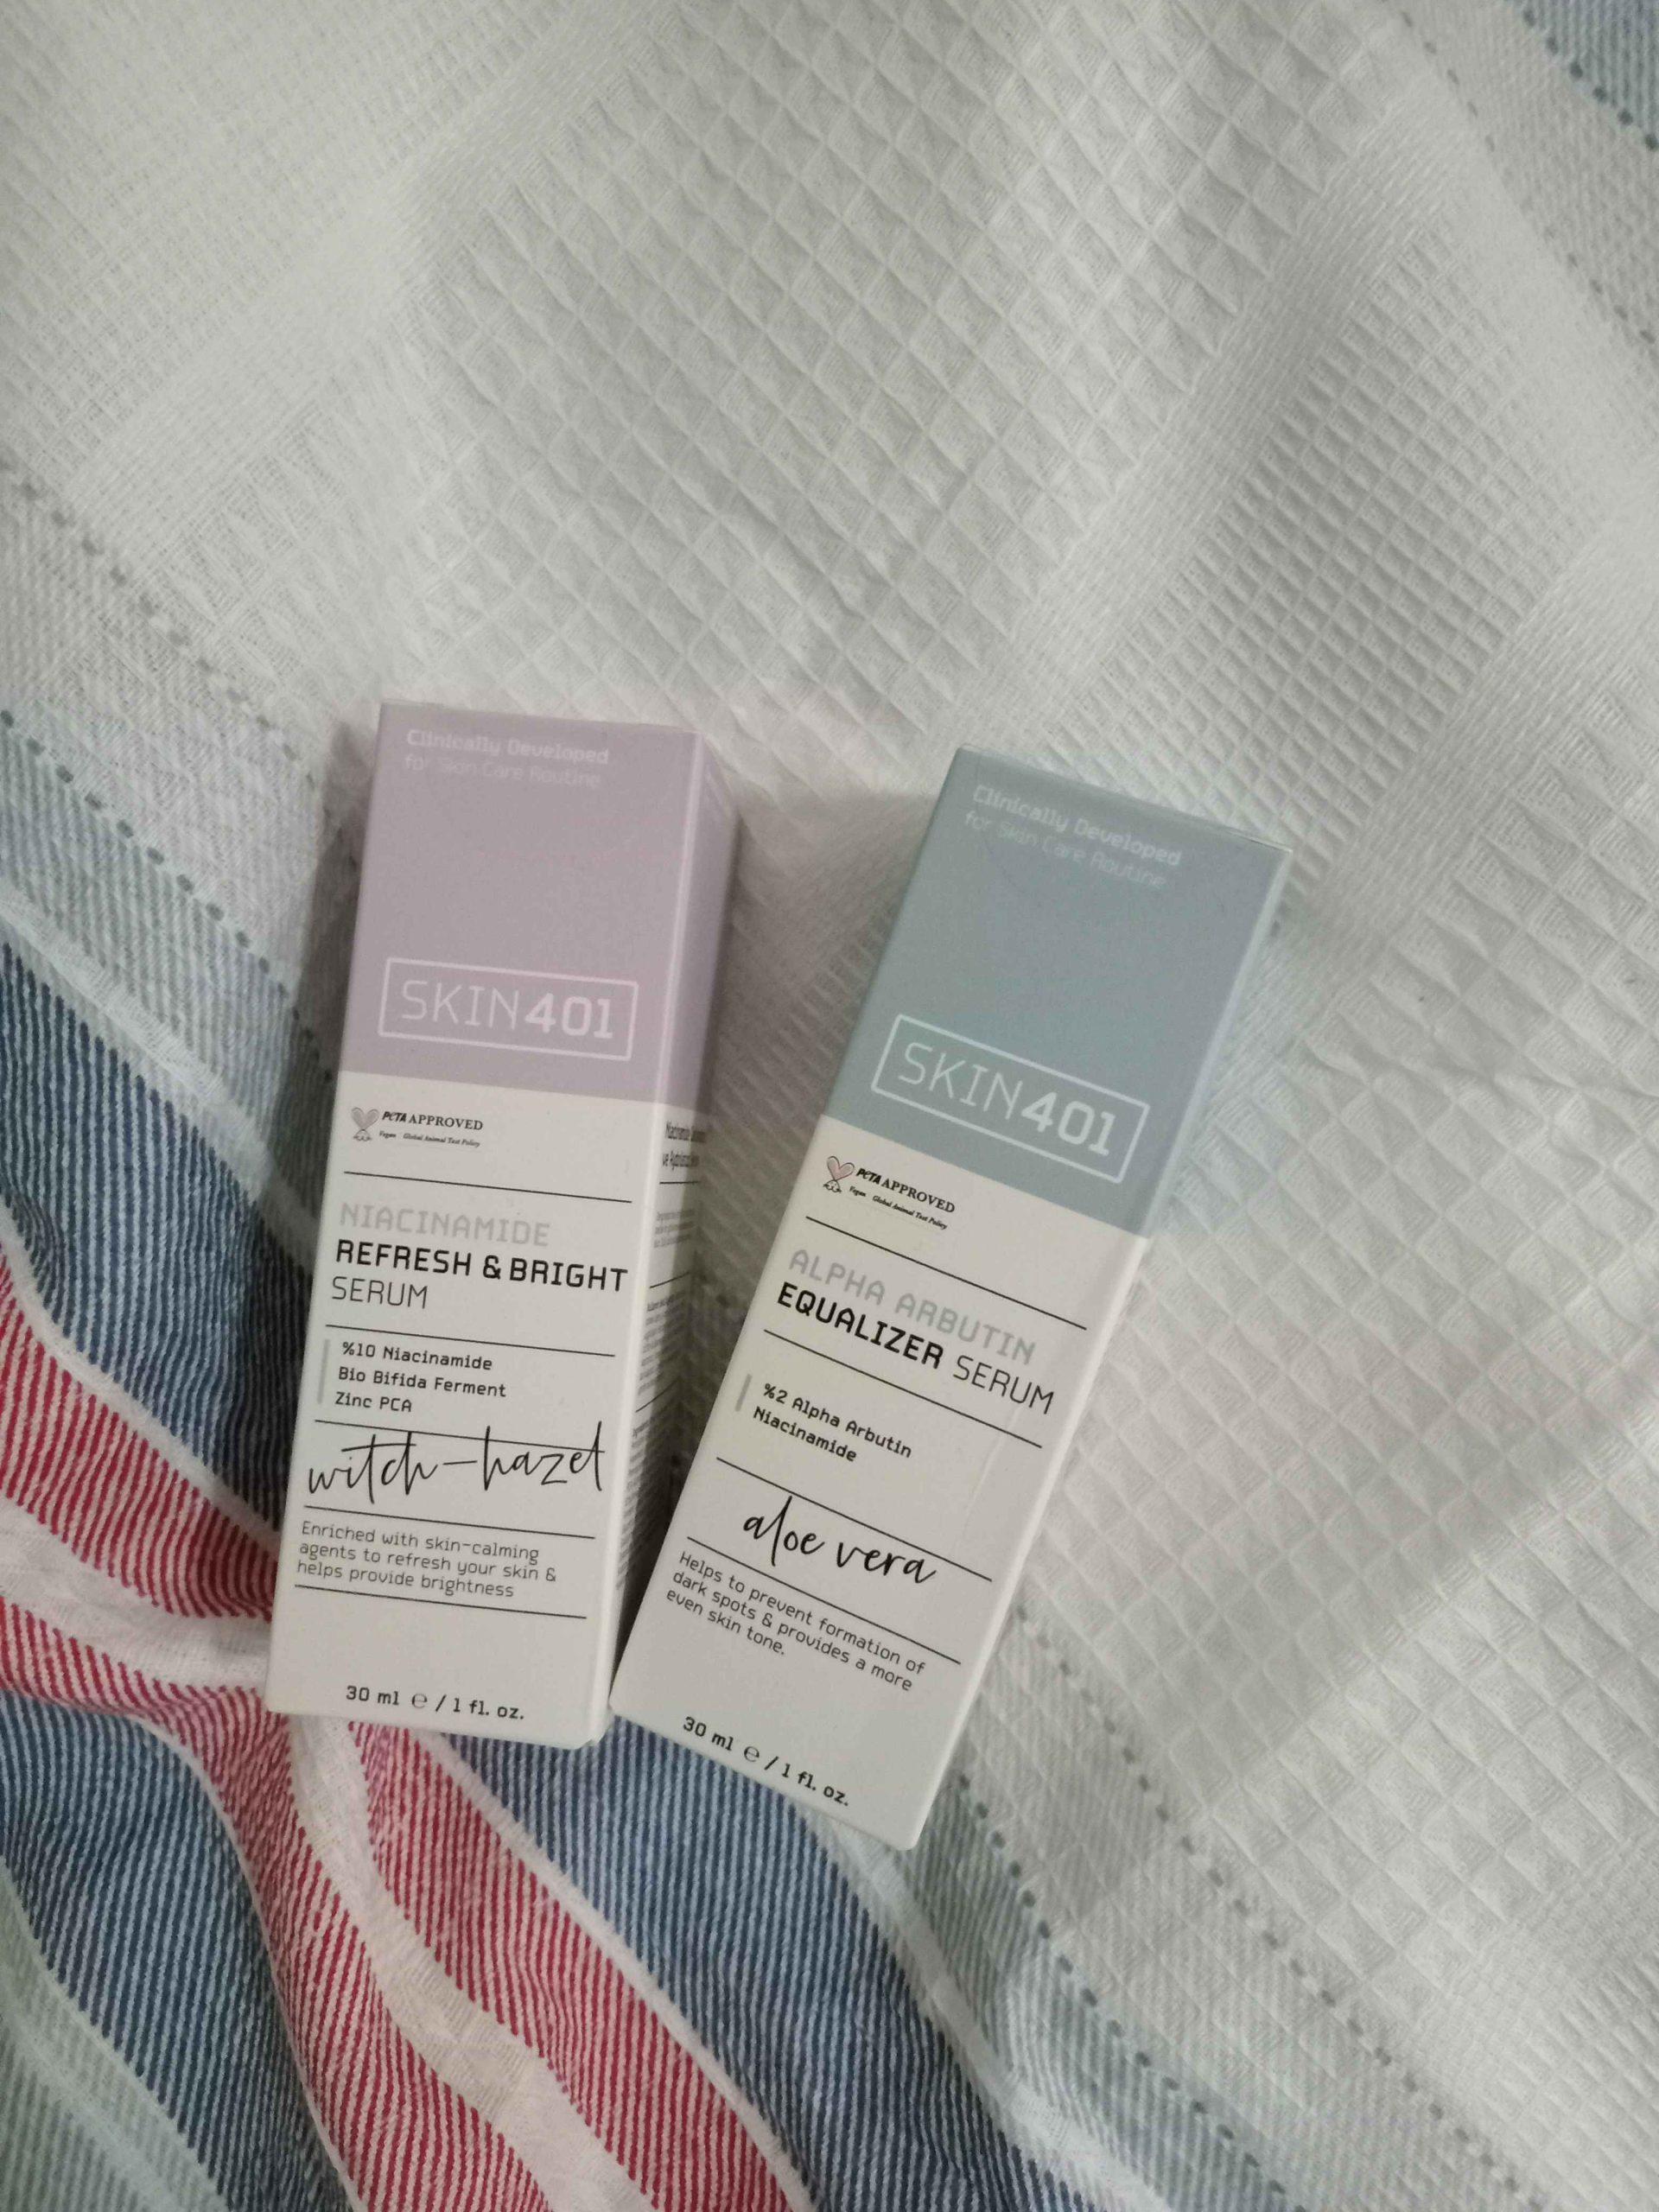 Clinically Developed
for Skin Care Routine
SKIN401
PETA APPROVED
Vegan Global Animal Test Policy
NIACINAMIDE
REFRESH & BRIGHT
SERUM
%10 Niacinamide
Bio Bifida Ferment
Zinc PCA
witch-hazel
Enriched with skin-calming
agents to refresh your skin &
helps provide brightness
30 ml ℮ / 1 fl. oz.
Clinically Developed
for Skin Care Routine
SKIN401
PETA APPROVED
Vegan Global Animal Test Policy
ALPHA ARBUTIN
EQUALIZER SERUM
%2 Alpha Arbutin
Niacinamide
aloe vera
Helps to prevent formation of
dark spots & provides a more
even skin tone.
30 ml ℮ / 1 fl. oz.